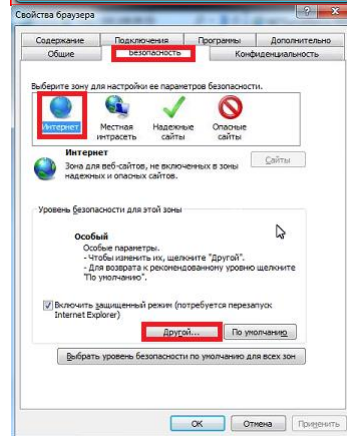 Свойства браузера
Содержание Подключения Программы Дополнительно
Общие Безопасность Конфиденциальность
Выберите зону для настройки ее параметров безопасности.
Интернет Местная интрасеть Надежные сайты Опасные сайты
Интернет
Зона для веб-сайтов, не включенных в зоны надежных и опасных сайтов.
Сайты
Уровень безопасности для этой зоны
Особый
Особые параметры.
- Чтобы изменить их, щелкните "Другой".
- Для возврата к рекомендованному уровню щелкните
"По умолчанию".
Включить защищенный режим (потребуется перезапуск
Internet Explorer)
Другой... По умолчанию
Выбрать уровень безопасности по умолчанию для всех зон
ОК Отмена Применить